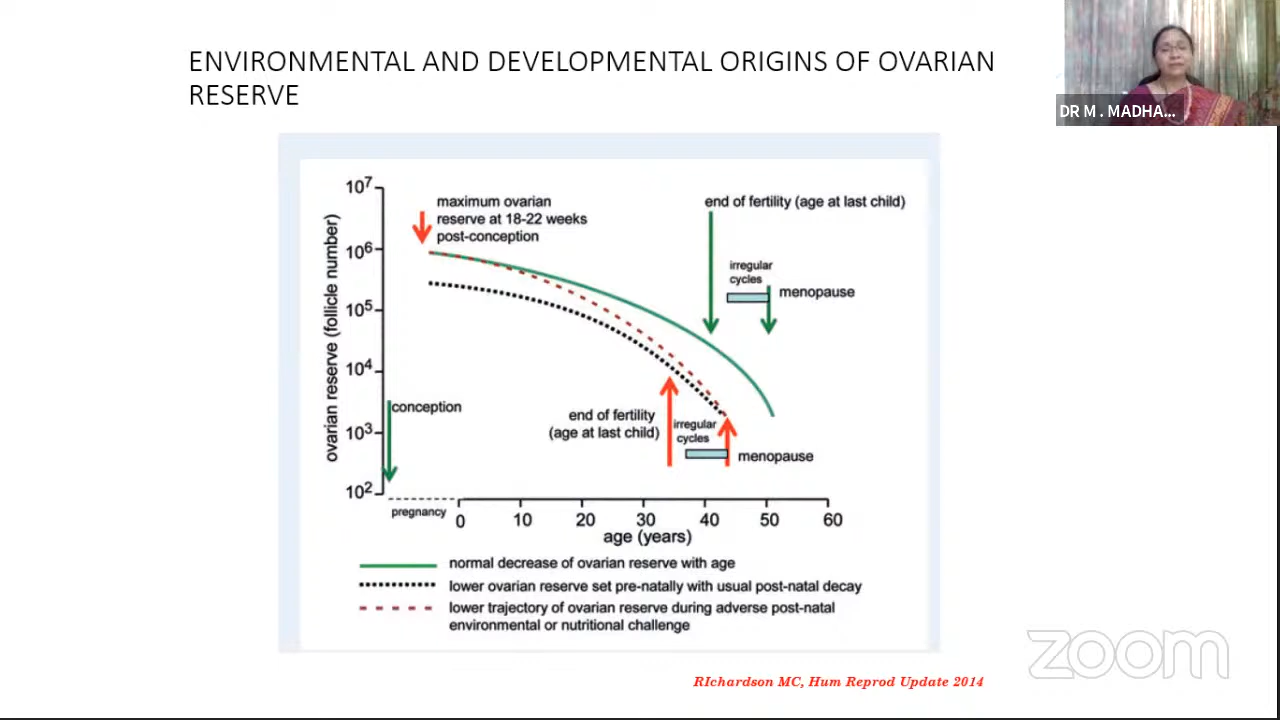 ENVIRONMENTAL AND DEVELOPMENTAL ORIGINS OF OVARIAN
RESERVE
DR M . MADHA...
10⁷
10⁶
10⁵
10⁴
10³
10²
ovarian reserve (follicle number)
maximum ovarian
reserve at 18-22 weeks
post-conception
end of fertility (age at last child)
irregular
cycles
menopause
conception
end of fertility
(age at last child)
irregular
cycles
menopause
pregnancy
0 10 20 30 40 50 60
age (years)
normal decrease of ovarian reserve with age
lower ovarian reserve set pre-natally with usual post-natal decay
lower trajectory of ovarian reserve during adverse post-natal
environmental or nutritional challenge
zoom
RIchardson MC, Hum Reprod Update 2014